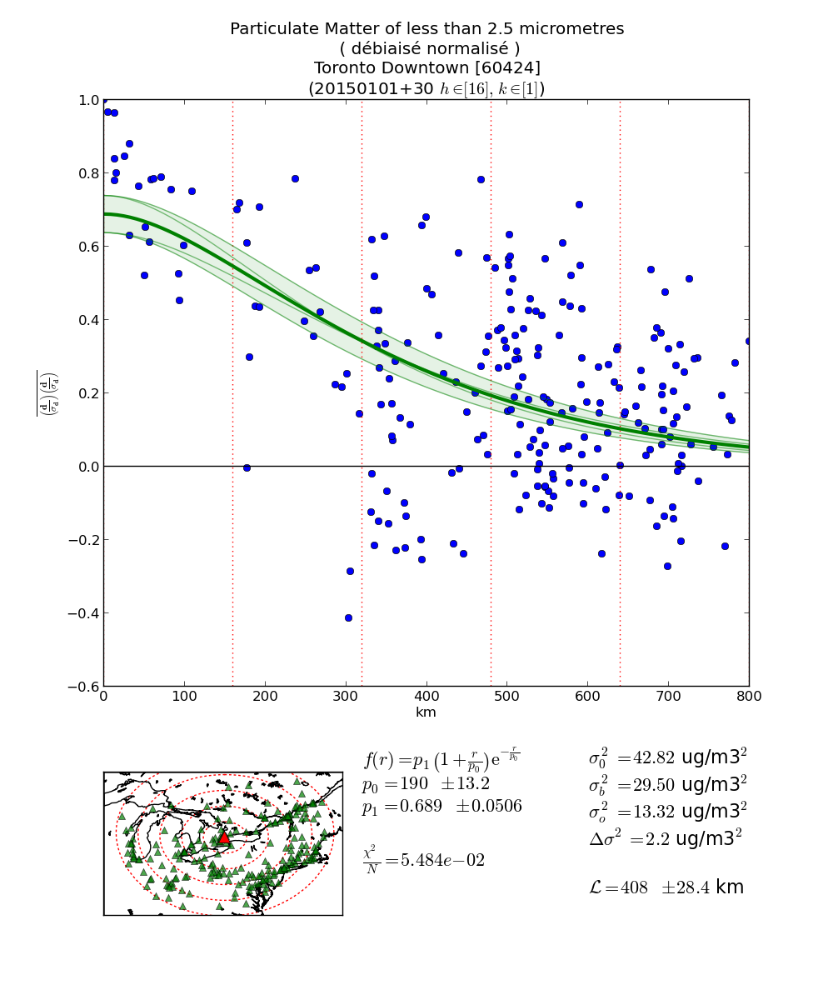 Particulate Matter of less than 2.5 micrometres
( débiaisé normalisé )
Toronto Downtown [60424]
(20150101+30 h∈[16], k∈[1])
1.0
0.8
0.6
0.4
0.2
0.0
−0.2
−0.4
−0.6
0 100 200 300 400 500 600 700 800
km
f(r)=p₁(1+r/p₀)e^(−r/p₀)
p₀=190 ±13.2
p₁=0.689 ±0.0506
χ²/N=5.484e−02
σ₀² =42.82 ug/m3²
σ_b² =29.50 ug/m3²
σ_o² =13.32 ug/m3²
Δσ² =2.2 ug/m3²
ℒ=408 ±28.4 km